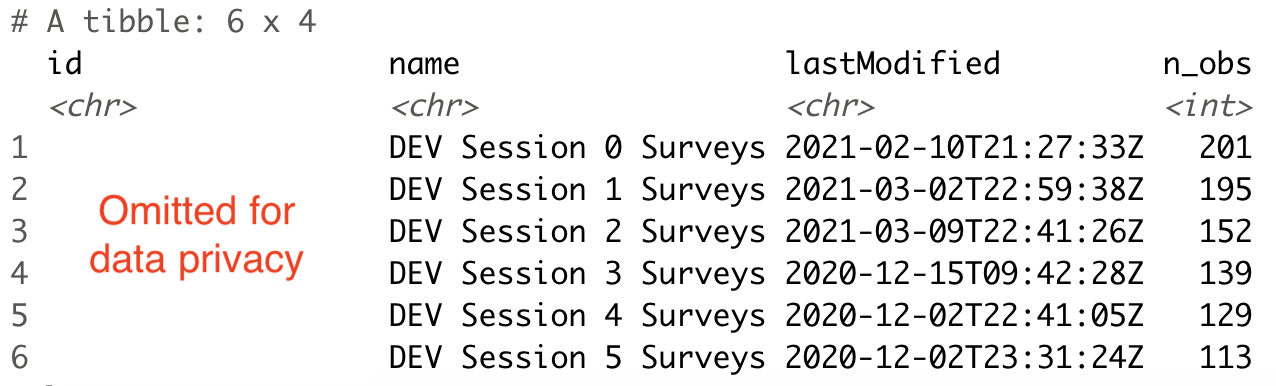 # A tibble: 6 x 4
id name lastModified n_obs
<chr> <chr> <chr> <int>
1 DEV Session 0 Surveys 2021-02-10T21:27:33Z 201
2 DEV Session 1 Surveys 2021-03-02T22:59:38Z 195
Omitted for
3 DEV Session 2 Surveys 2021-03-09T22:41:26Z 152
data privacy
4 DEV Session 3 Surveys 2020-12-15T09:42:28Z 139
5 DEV Session 4 Surveys 2020-12-02T22:41:05Z 129
6 DEV Session 5 Surveys 2020-12-02T23:31:24Z 113